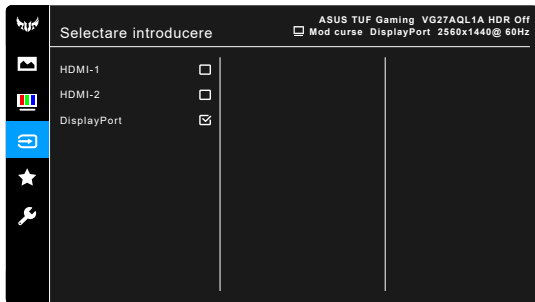 Selectare introducere
ASUS TUF Gaming VG27AQL1A HDR Off
Mod curse DisplayPort 2560x1440@ 60Hz
HDMI-1
HDMI-2
DisplayPort